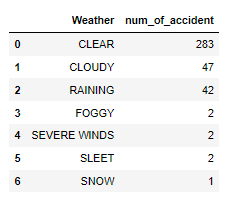 Weather num_of_accident
0 CLEAR 283
1 CLOUDY 47
2 RAINING 42
3 FOGGY 2
4 SEVERE WINDS 2
5 SLEET 2
6 SNOW 1